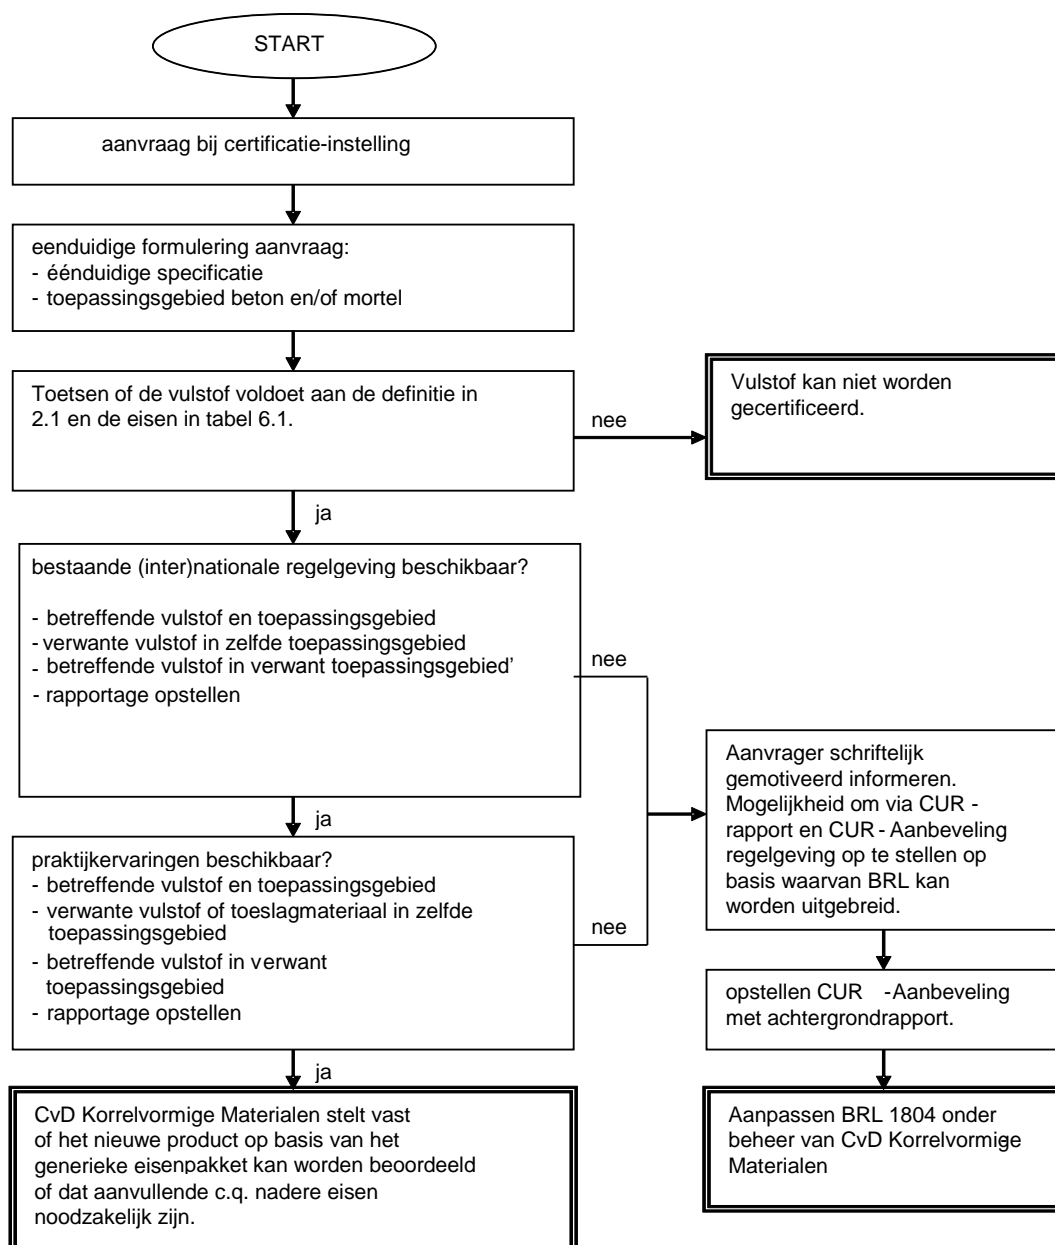 START
aanvraag bij certificatie-instelling
eenduidige formulering aanvraag:
- éénduidige specificatie
- toepassingsgebied beton en/of mortel
Toetsen of de vulstof voldoet aan de definitie in
2.1 en de eisen in tabel 6.1.
nee
Vulstof kan niet worden
gecertificeerd.
ja
bestaande (inter)nationale regelgeving beschikbaar?
- betreffende vulstof en toepassingsgebied
- verwante vulstof in zelfde toepassingsgebied
- betreffende vulstof in verwant toepassingsgebied’
- rapportage opstellen
nee
ja
praktijkervaringen beschikbaar?
- betreffende vulstof en toepassingsgebied
- verwante vulstof of toeslagmateriaal in zelfde
toepassingsgebied
- betreffende vulstof in verwant
toepassingsgebied
- rapportage opstellen
nee
Aanvrager schriftelijk
gemotiveerd informeren.
Mogelijkheid om via CUR -
rapport en CUR - Aanbeveling
regelgeving op te stellen op
basis waarvan BRL kan
worden uitgebreid.
opstellen CUR -Aanbeveling
met achtergrondrapport.
ja
CvD Korrelvormige Materialen stelt vast
of het nieuwe product op basis van het
generieke eisenpakket kan worden beoordeeld
of dat aanvullende c.q. nadere eisen
noodzakelijk zijn.
Aanpassen BRL 1804 onder
beheer van CvD Korrelvormige
Materialen